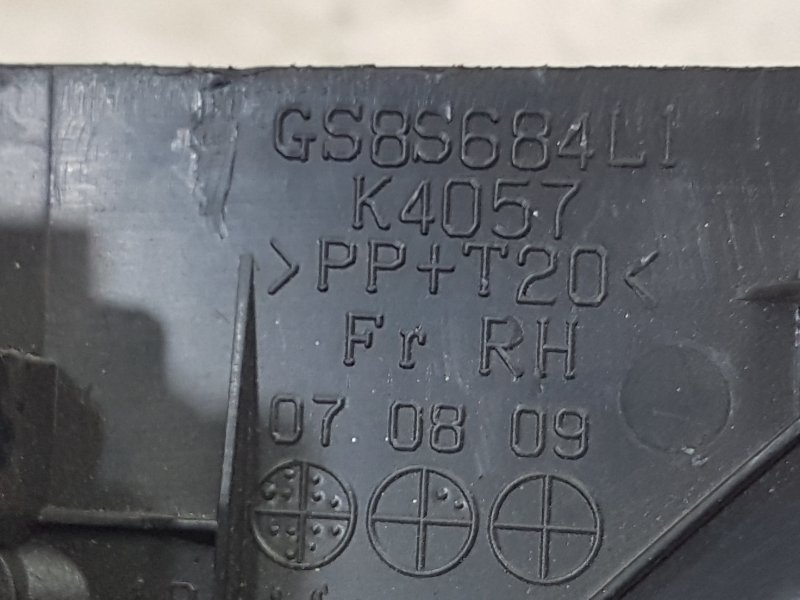 GS8S684L1
K4057
>PP+T20<
Fr RH
07 08 09